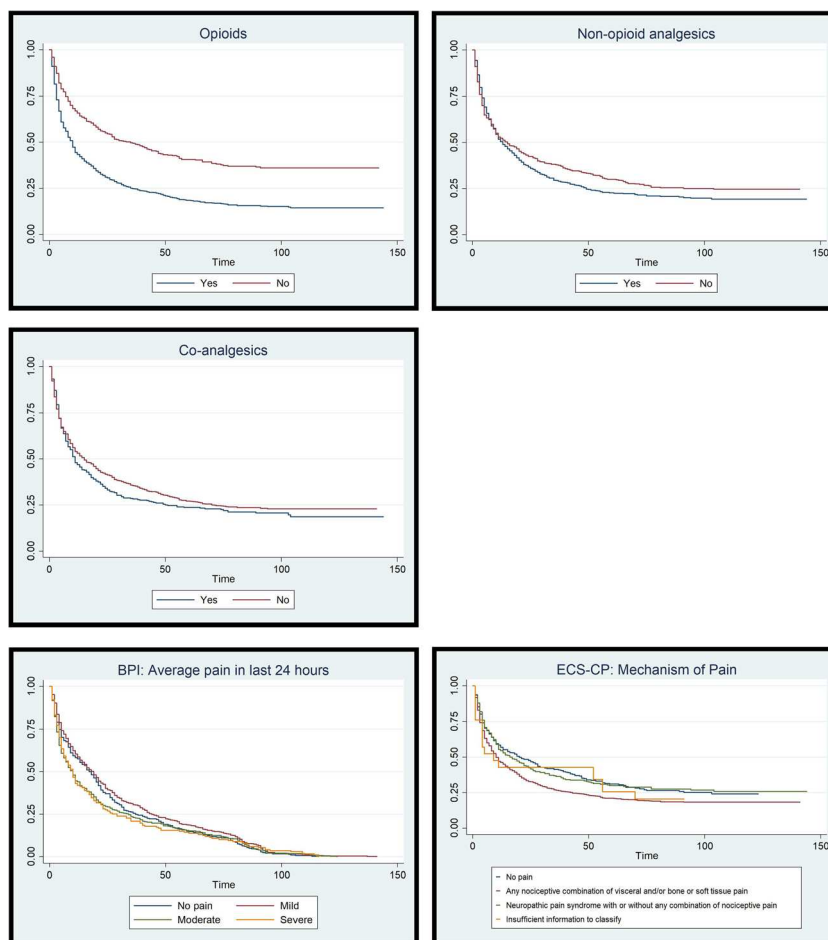 Opioids
1.00
0.75
0.50
0.25
0.00
0 50 100 150
Time
Yes No
Non-opioid analgesics
1.00
0.75
0.50
0.25
0.00
0 50 100 150
Time
Yes No
Co-analgesics
1.00
0.75
0.50
0.25
0.00
0 50 100 150
Time
Yes No
BPI: Average pain in last 24 hours
1.00
0.75
0.50
0.25
0.00
0 50 100 150
Time
No pain Mild
Moderate Severe
ECS-CP: Mechanism of Pain
1.00
0.75
0.50
0.25
0.00
0 50 100 150
Time
No pain
Any nociceptive combination of visceral and/or bone or soft tissue pain
Neuropathic pain syndrome with or without any combination of nociceptive pain
Insufficient information to classify